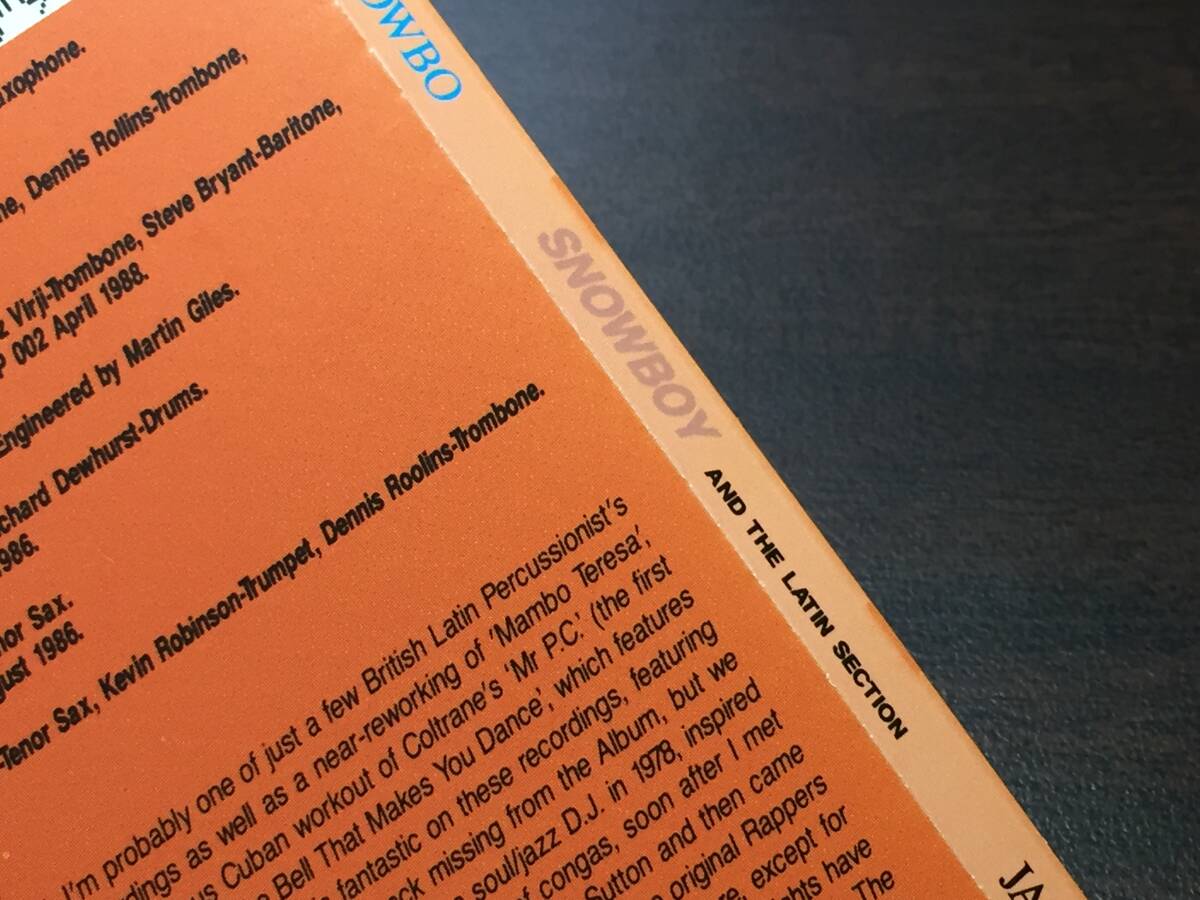 ne, Dennis Rollins-Trombone,
Virji-Trombone, Steve Bryant-Baritone,
P 002 April 1988.
Engineered by Martin Giles.
chard Dewhurst-Drums.
1986.
nor Sax.
gust 1986.
-Tenor Sax, Kevin Robinson-Trumpet, Dennis Roolins-Trombone.
I'm probably one of just a few British Latin Percussionist's
dings as well as a near-reworking of 'Mambo Teresa',
us Cuban workout of Coltrane's 'Mr P.C.' (the first
Bell That Makes You Dance', which features
fantastic on these recordings, featuring
missing from the Album, but we
soul/jazz D.J. in 1978, inspired
of congas, soon after I met
Sutton and then came
original Rappers
re, except for
ights have
The
OWBO
SNOWBOY
AND THE LATIN SECTION
JA